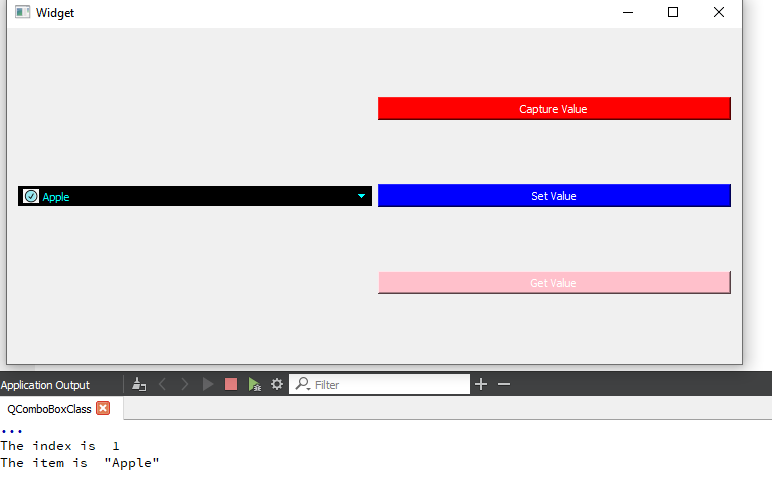 Widget
Capture Value
Apple
Set Value
Get Value
Application Output
Filter
QComboBoxClass
...
The index is  1
The item is  "Apple"